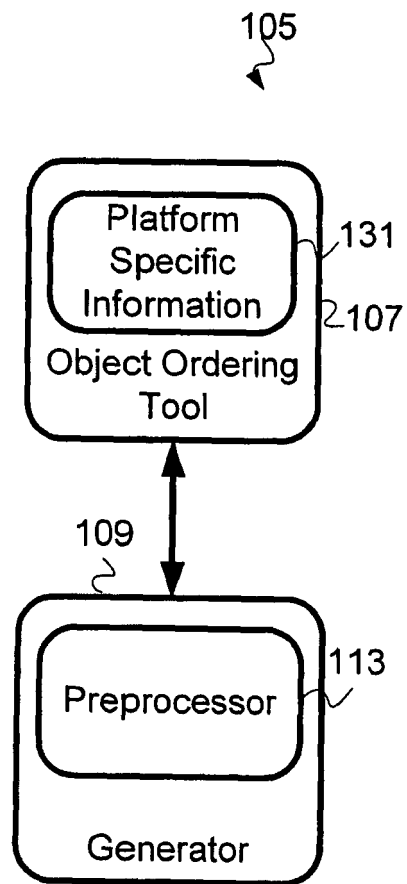 105
Platform
Specific
Information
131
107
Object Ordering
Tool
109
113
Preprocessor
Generator